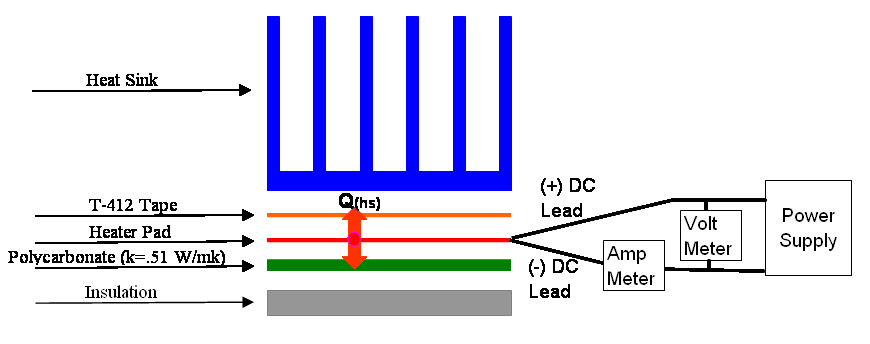 Heat Sink
Q(hs)
T-412 Tape
Heater Pad
Polycarbonate (k=.51 W/mk)
Insulation
(+) DC
Lead
(-) DC
Lead
Amp
Meter
Volt
Meter
Power
Supply